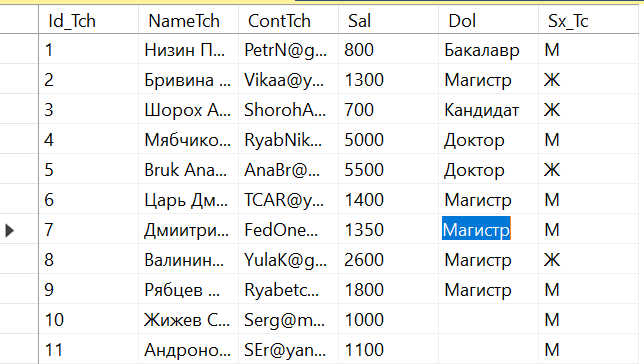 Id_Tch NameTch ContTch Sal Dol Sx_Tc
1 Низин П... PetrN@g... 800 Бакалавр М
2 Бривина ... Vikaa@y... 1300 Магистр Ж
3 Шорох А... ShorohA... 700 Кандидат Ж
4 Мябчико... RyabNik... 5000 Доктор М
5 Bruk Ana... AnaBr@... 5500 Доктор Ж
6 Царь Дм... TCAR@y... 1400 Магистр М
7 Дмиитри... FedOne... 1350 Магистр М
8 Валинин... YulaK@g... 2600 Магистр Ж
9 Рябцев ... Ryabetc... 1800 Магистр М
10 Жижев С... Serg@m... 1000 М
11 Андроно... SEr@yan... 1100 М